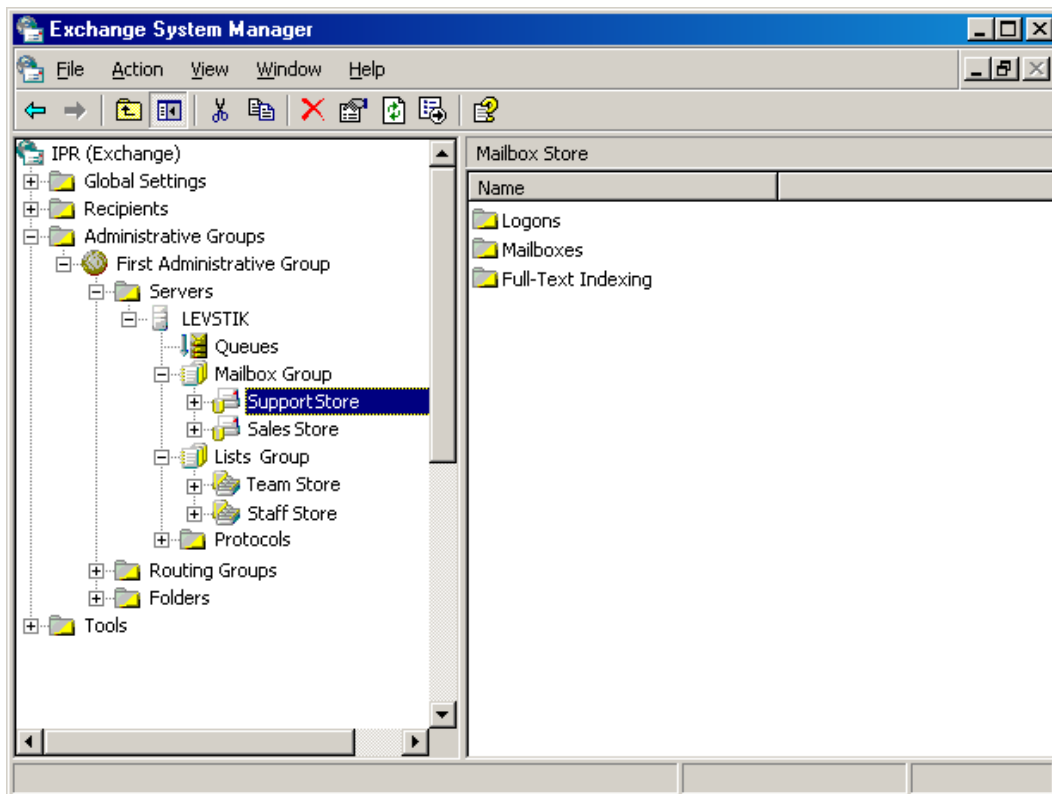 Exchange System Manager
File Action View Window Help
IPR (Exchange)
Global Settings
Recipients
Administrative Groups
First Administrative Group
Servers
LEVSTIK
Queues
Mailbox Group
SupportStore
Sales Store
Lists Group
Team Store
Staff Store
Protocols
Routing Groups
Folders
Tools
Mailbox Store
Name
Logons
Mailboxes
Full-Text Indexing